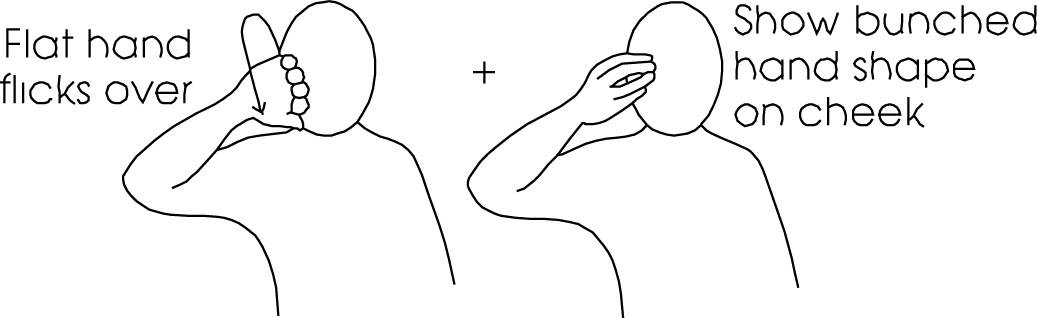 Flat hand
flicks over
+
Show bunched
hand shape
on cheek